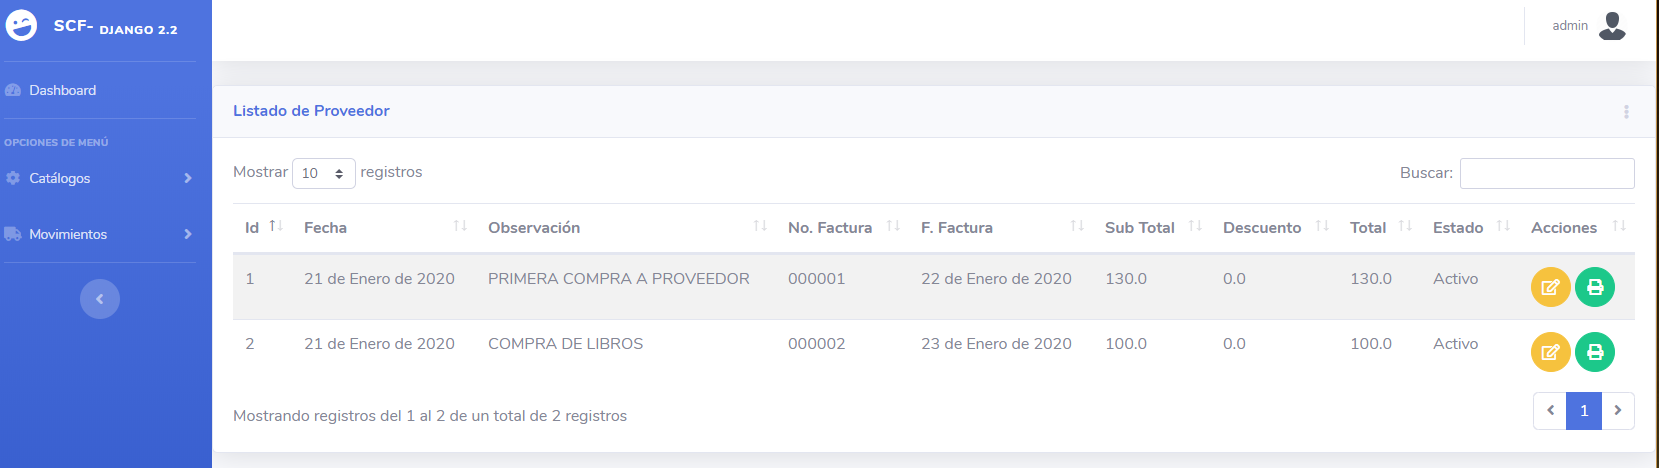 SCF- DJANGO 2.2
admin
Dashboard
OPCIONES DE MENÚ
Catálogos
Movimientos
Listado de Proveedor
Mostrar 10 registros
Buscar:
Id Fecha Observación No. Factura F. Factura Sub Total Descuento Total Estado Acciones
1 21 de Enero de 2020 PRIMERA COMPRA A PROVEEDOR 000001 22 de Enero de 2020 130.0 0.0 130.0 Activo
2 21 de Enero de 2020 COMPRA DE LIBROS 000002 23 de Enero de 2020 100.0 0.0 100.0 Activo
Mostrando registros del 1 al 2 de un total de 2 registros
1